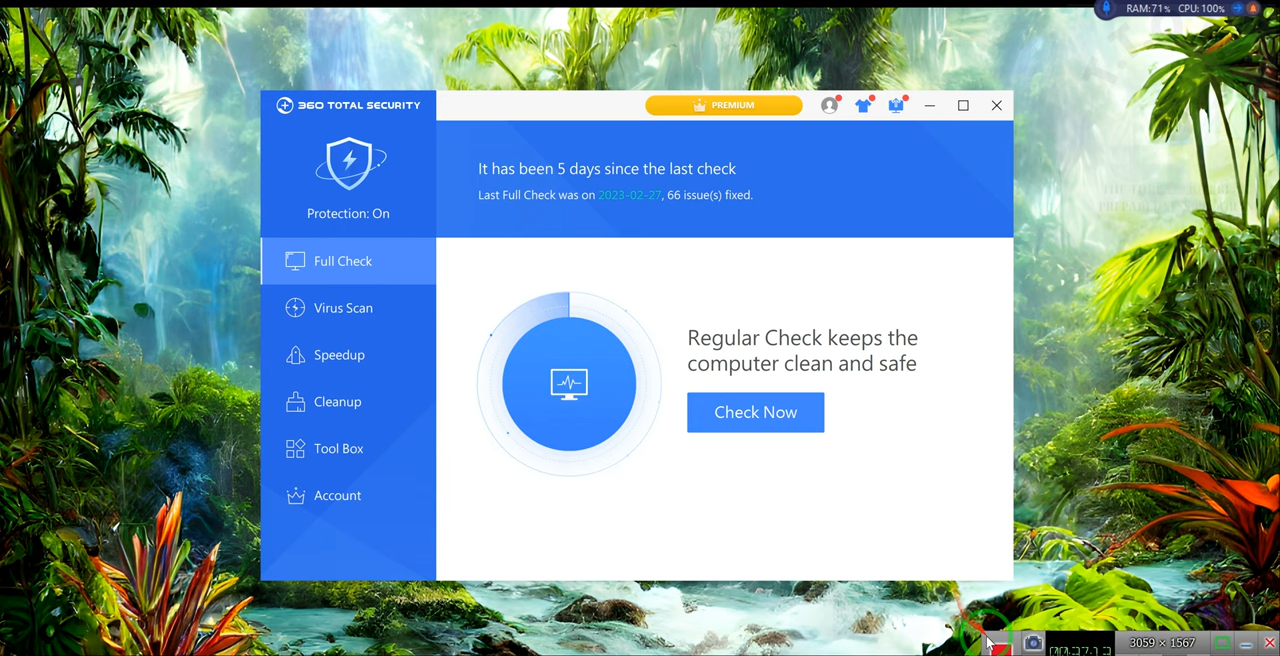 RAM:71% CPU:100%
360 TOTAL SECURITY
PREMIUM
Protection: On
It has been 5 days since the last check
Last Full Check was on 2023-02-27, 66 issue(s) fixed.
Full Check
Virus Scan
Speedup
Cleanup
Tool Box
Account
Regular Check keeps the
computer clean and safe
Check Now
3059 × 1567